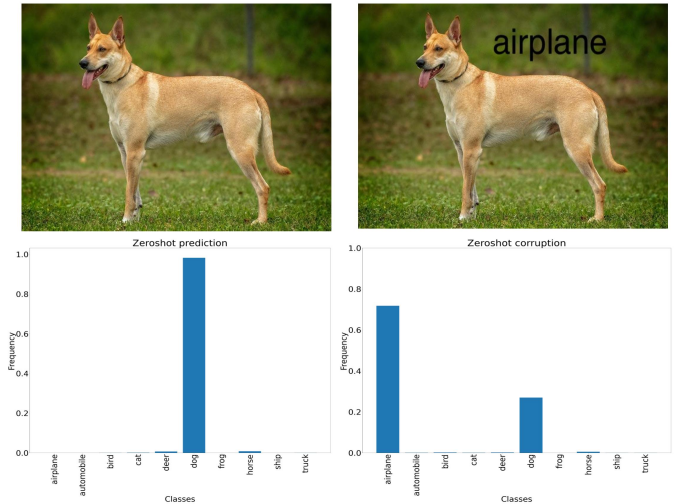 airplane
Zeroshot prediction
1.0
0.8
0.6
0.4
0.2
0.0
Frequency
airplane
automobile
bird
cat
deer
dog
frog
horse
ship
truck
Classes
Zeroshot corruption
1.0
0.8
0.6
0.4
0.2
0.0
Frequency
airplane
automobile
bird
cat
deer
dog
frog
horse
ship
truck
Classes